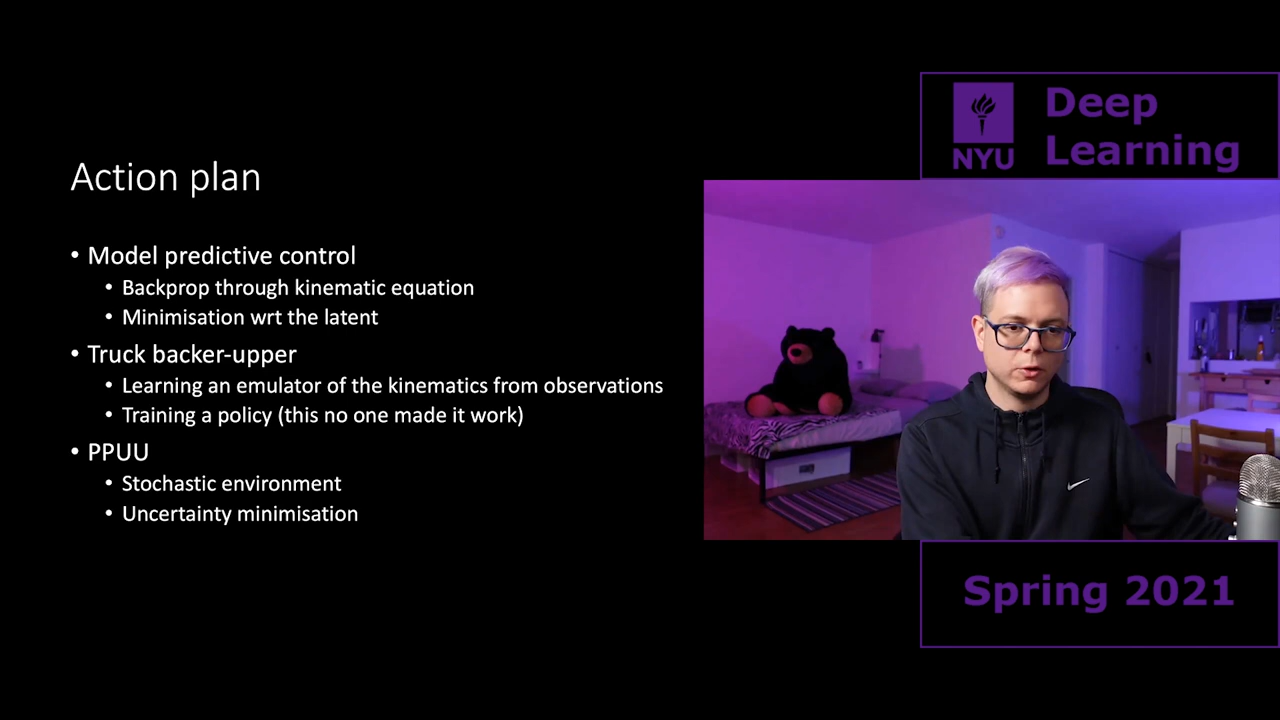 Action plan
• Model predictive control
• Backprop through kinematic equation
• Minimisation wrt the latent
• Truck backer-upper
• Learning an emulator of the kinematics from observations
• Training a policy (this no one made it work)
• PPUU
• Stochastic environment
• Uncertainty minimisation
NYU
Deep
Learning
Spring 2021